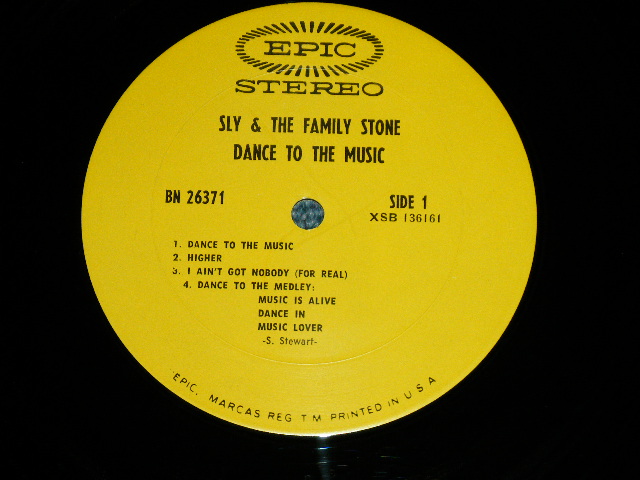 EPIC
STEREO
SLY & THE FAMILY STONE
DANCE TO THE MUSIC
BN 26371
SIDE 1
XSB 136161
1. DANCE TO THE MUSIC
2. HIGHER
3. I AIN'T GOT NOBODY (FOR REAL)
4. DANCE TO THE MEDLEY:
MUSIC IS ALIVE
DANCE IN
MUSIC LOVER
-S. Stewart-
"EPIC, MARCAS REG T M PRINTED IN U S A